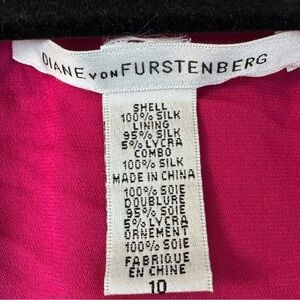 DIANE VON FURSTENBERG
SHELL
100% SILK
LINING
95% SILK
5% LYCRA
COMBO
100% SILK
MADE IN CHINA
100% SOIE
DOUBLURE
95% SOIE
5% LYCRA
ORNEMENT
100% SOIE
FABRIQUE
EN CHINE
10